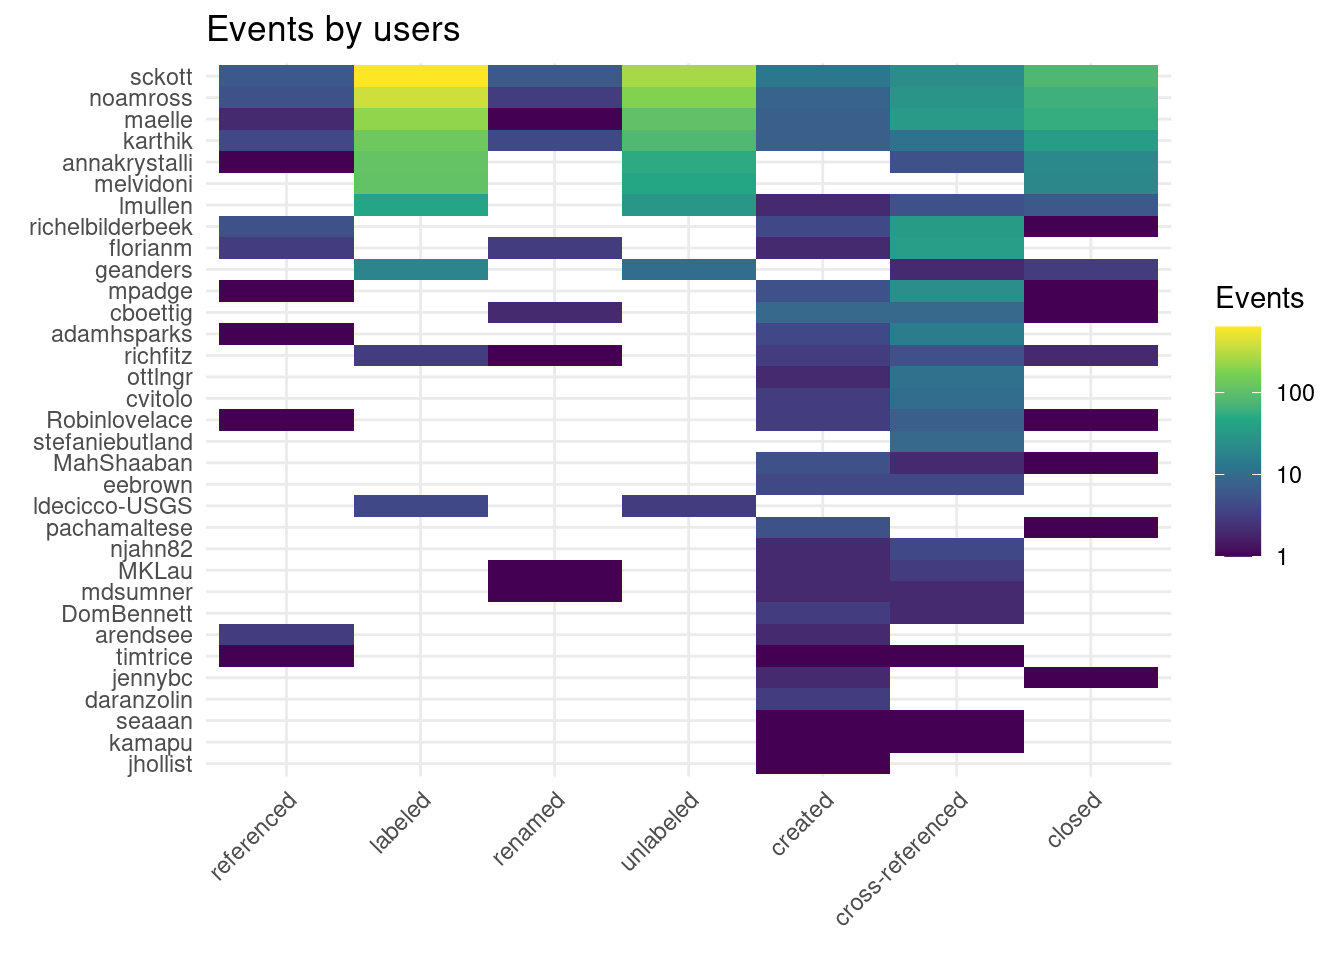 Events by users
sckott
noamross
maelle
karthik
annakrystalli
melvidoni
lmullen
richelbilderbeek
florianm
geanders
mpadge
cboettig
adamhsparks
richfitz
ottlngr
cvitolo
Robinlovelace
stefaniebutland
MahShaaban
eebrown
ldecicco-USGS
pachamaltese
njahn82
MKLau
mdsumner
DomBennett
arendsee
timtrice
jennybc
daranzolin
seaaan
kamapu
jhollist
referenced
labeled
renamed
unlabeled
created
cross-referenced
closed
Events
100
10
1